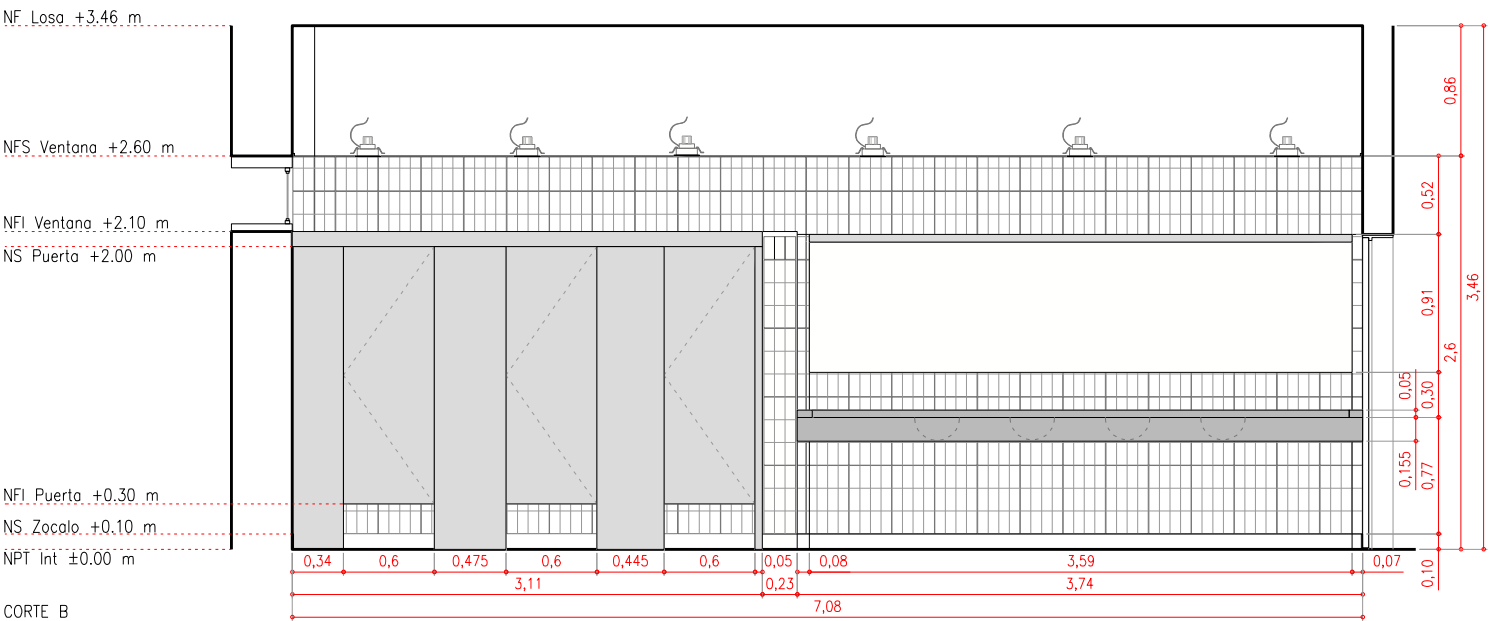 NF Losa +3.46 m
0,86
NFS Ventana +2.60 m
0,52
NFI Ventana +2.10 m
NS Puerta +2.00 m
3,46
0,91
2,6
0,05
0,30
0,155
0,77
NFI Puerta +0.30 m
NS Zocalo +0.10 m
NPT Int ±0.00 m
0,34 0,6 0,475 0,6 0,445 0,6 0,05 0,08 3,59 0,07
0,10
3,11 0,23 3,74
7,08
CORTE B